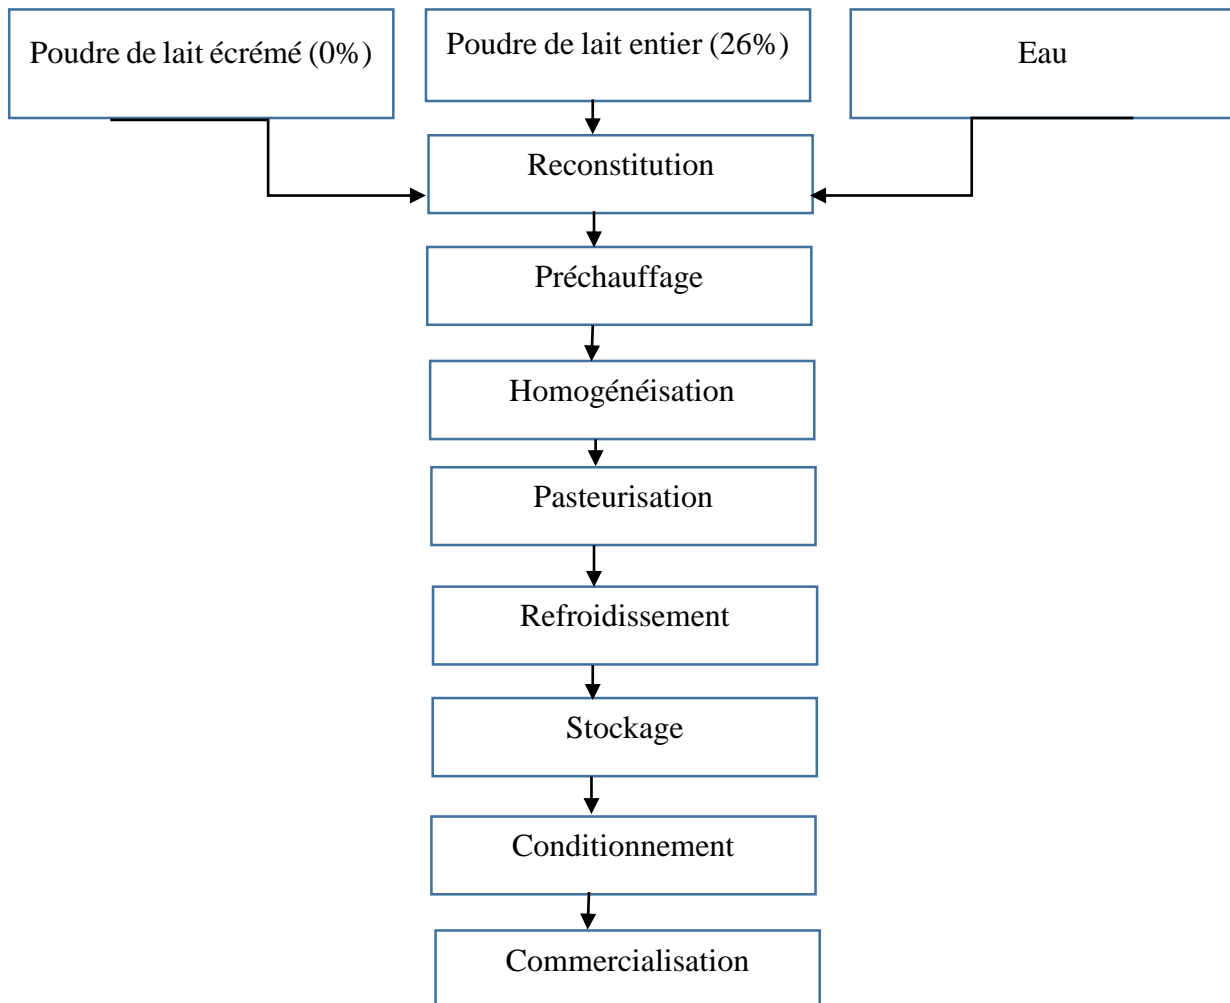 Poudre de lait écrémé (0%)
Poudre de lait entier (26%)
Eau
Reconstitution
Préchauffage
Homogénéisation
Pasteurisation
Refroidissement
Stockage
Conditionnement
Commercialisation